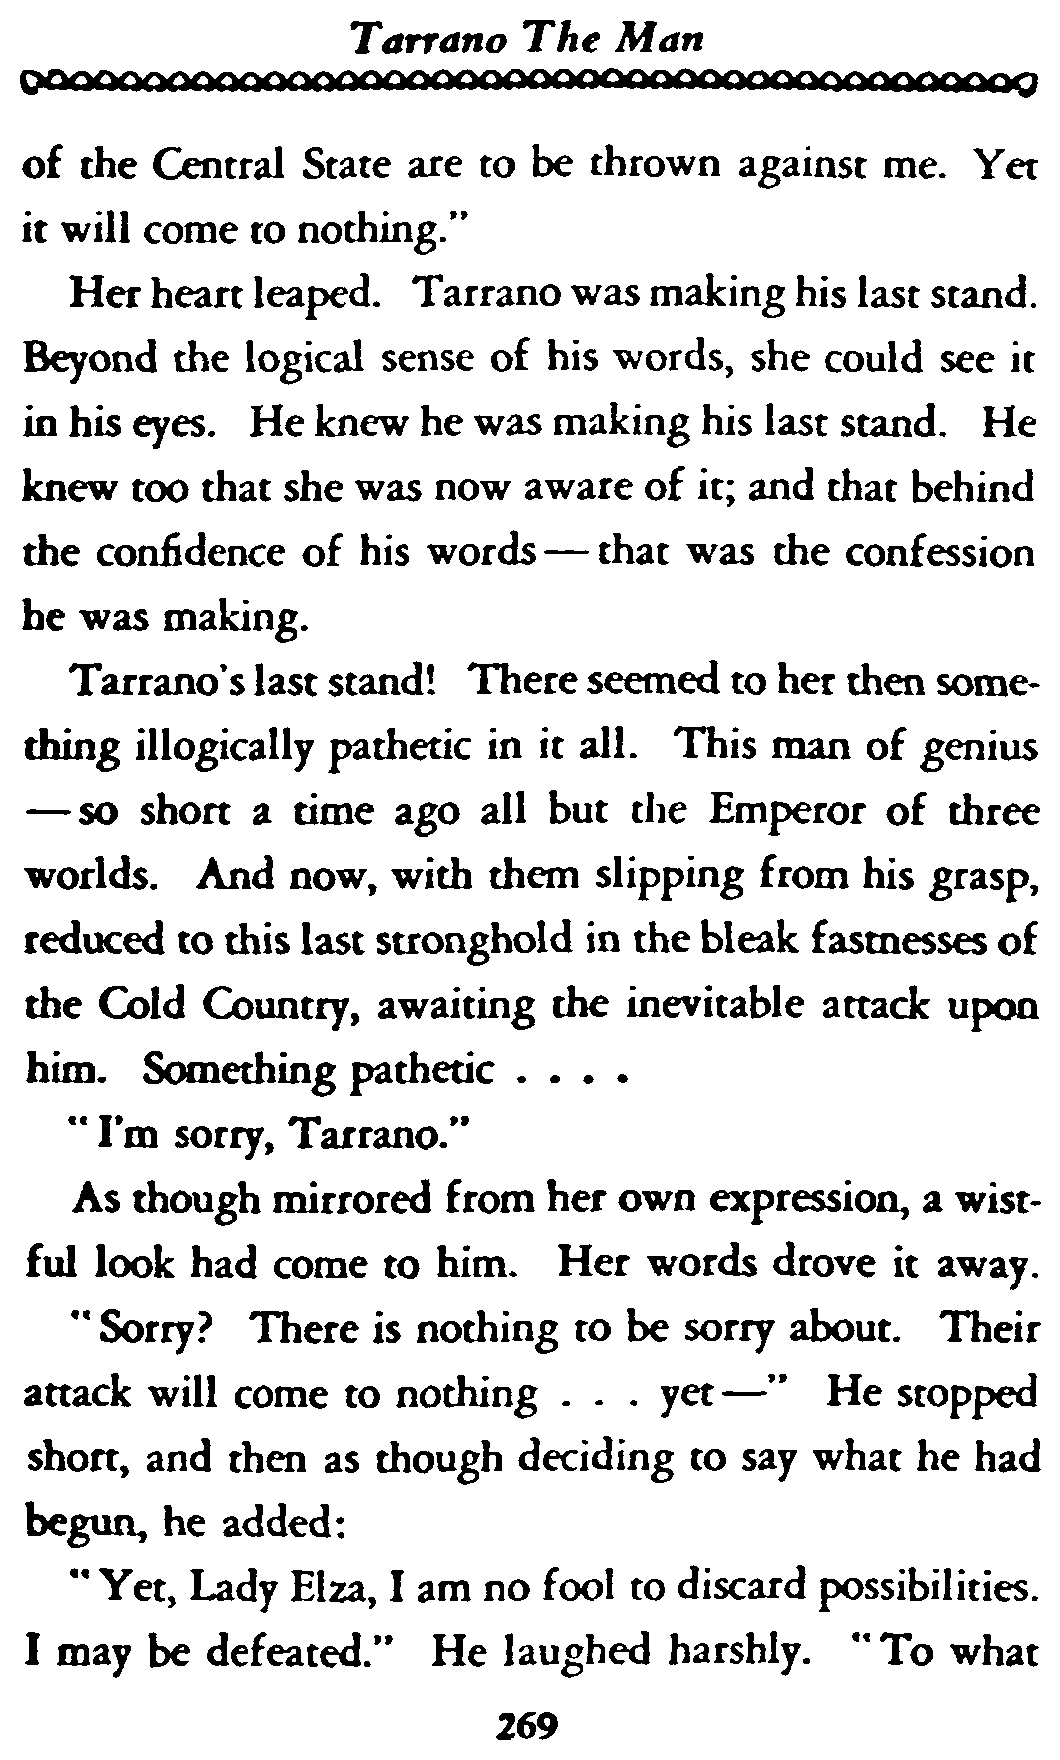 Tarrano The Man
of the Central State are to be thrown against me. Yet
it will come to nothing."
Her heart leaped. Tarrano was making his last stand.
Beyond the logical sense of his words, she could see it
in his eyes. He knew he was making his last stand. He
knew too that she was now aware of it; and that behind
the confidence of his words—that was the confession
he was making.
Tarrano's last stand! There seemed to her then some-
thing illogically pathetic in it all. This man of genius
—so short a time ago all but the Emperor of three
worlds. And now, with them slipping from his grasp,
reduced to this last stronghold in the bleak fastnesses of
the Cold Country, awaiting the inevitable attack upon
him. Something pathetic . . . .
"I'm sorry, Tarrano."
As though mirrored from her own expression, a wist-
ful look had come to him. Her words drove it away.
"Sorry? There is nothing to be sorry about. Their
attack will come to nothing . . . yet—" He stopped
short, and then as though deciding to say what he had
begun, he added:
"Yet, Lady Elza, I am no fool to discard possibilities.
I may be defeated." He laughed harshly. "To what
269